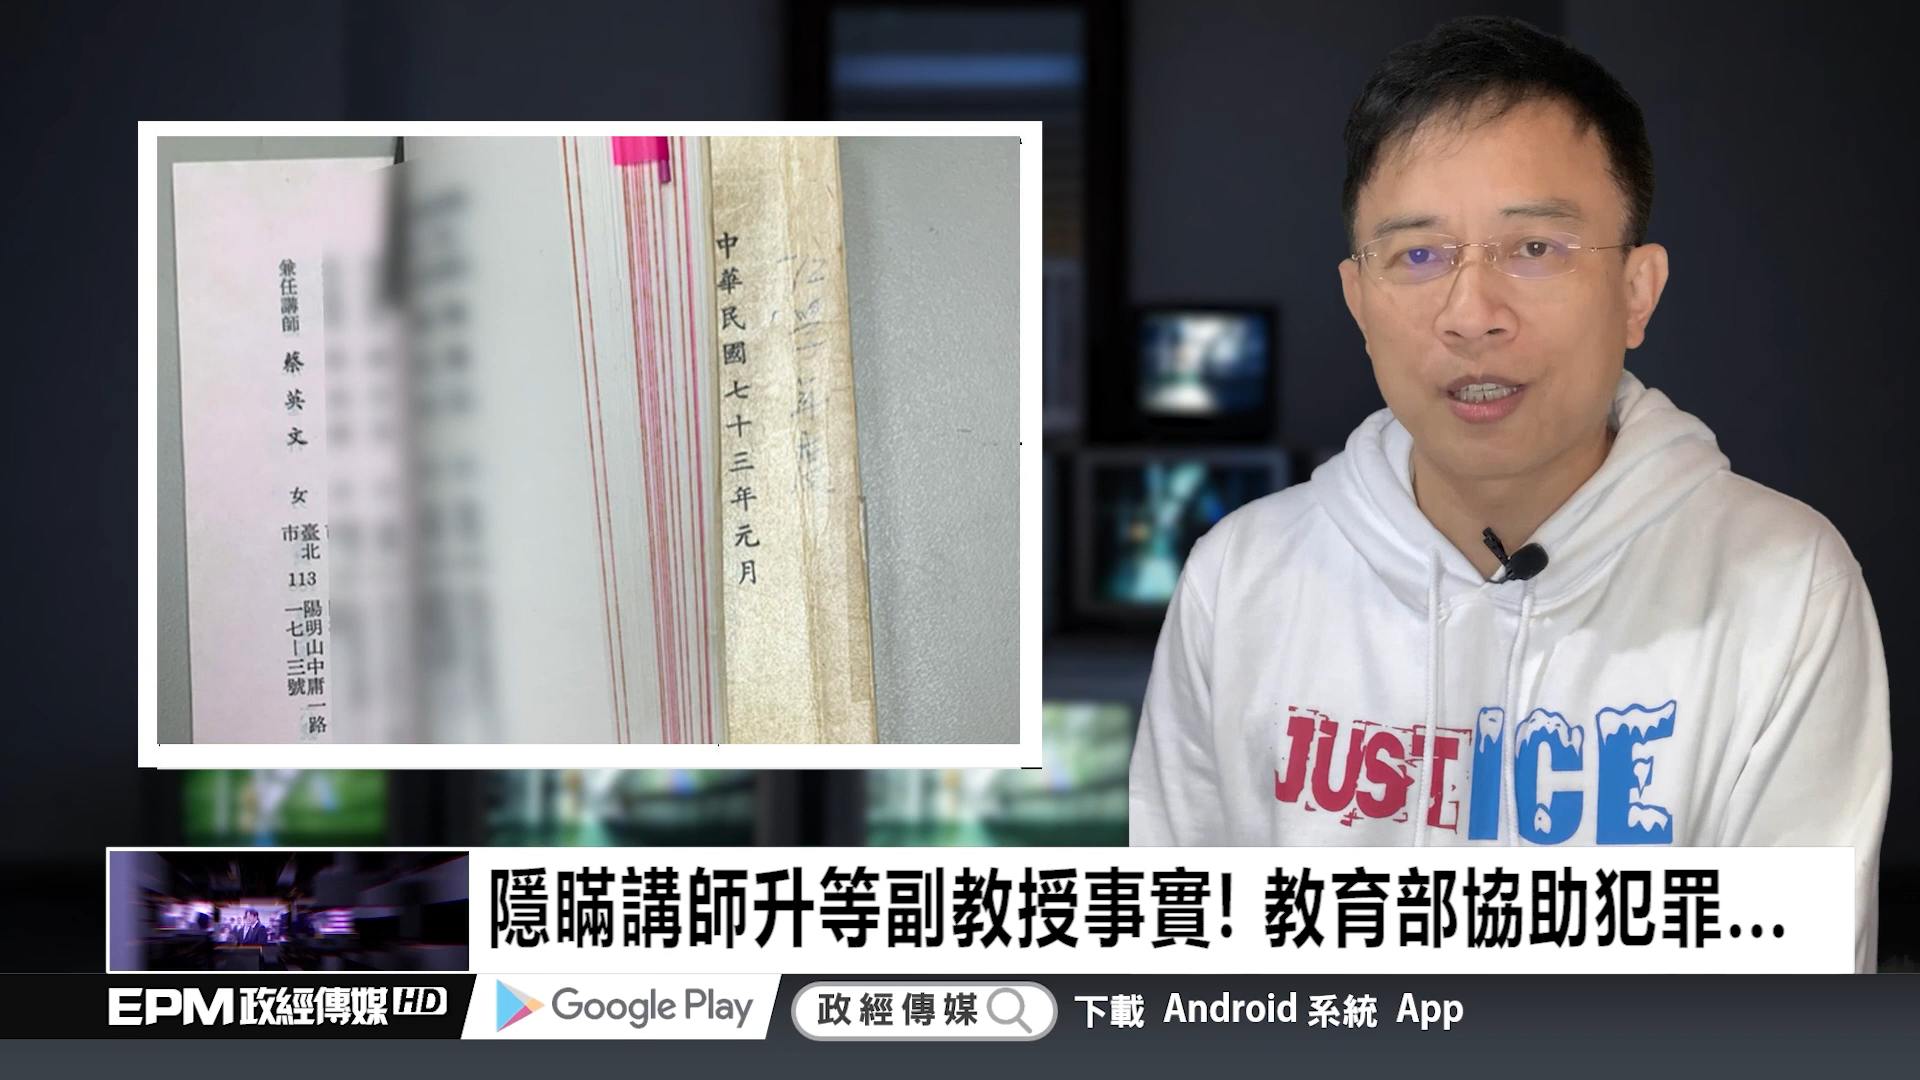 兼任講師 蔡英文 女
臺北市
113
陽明山中庸一路
一七—三號
中華民國七十三年元月
JUSTICE
隱瞞講師升等副教授事實! 教育部協助犯罪...
EPM政經傳媒HD
Google Play
政經傳媒
下載 Android 系統 App